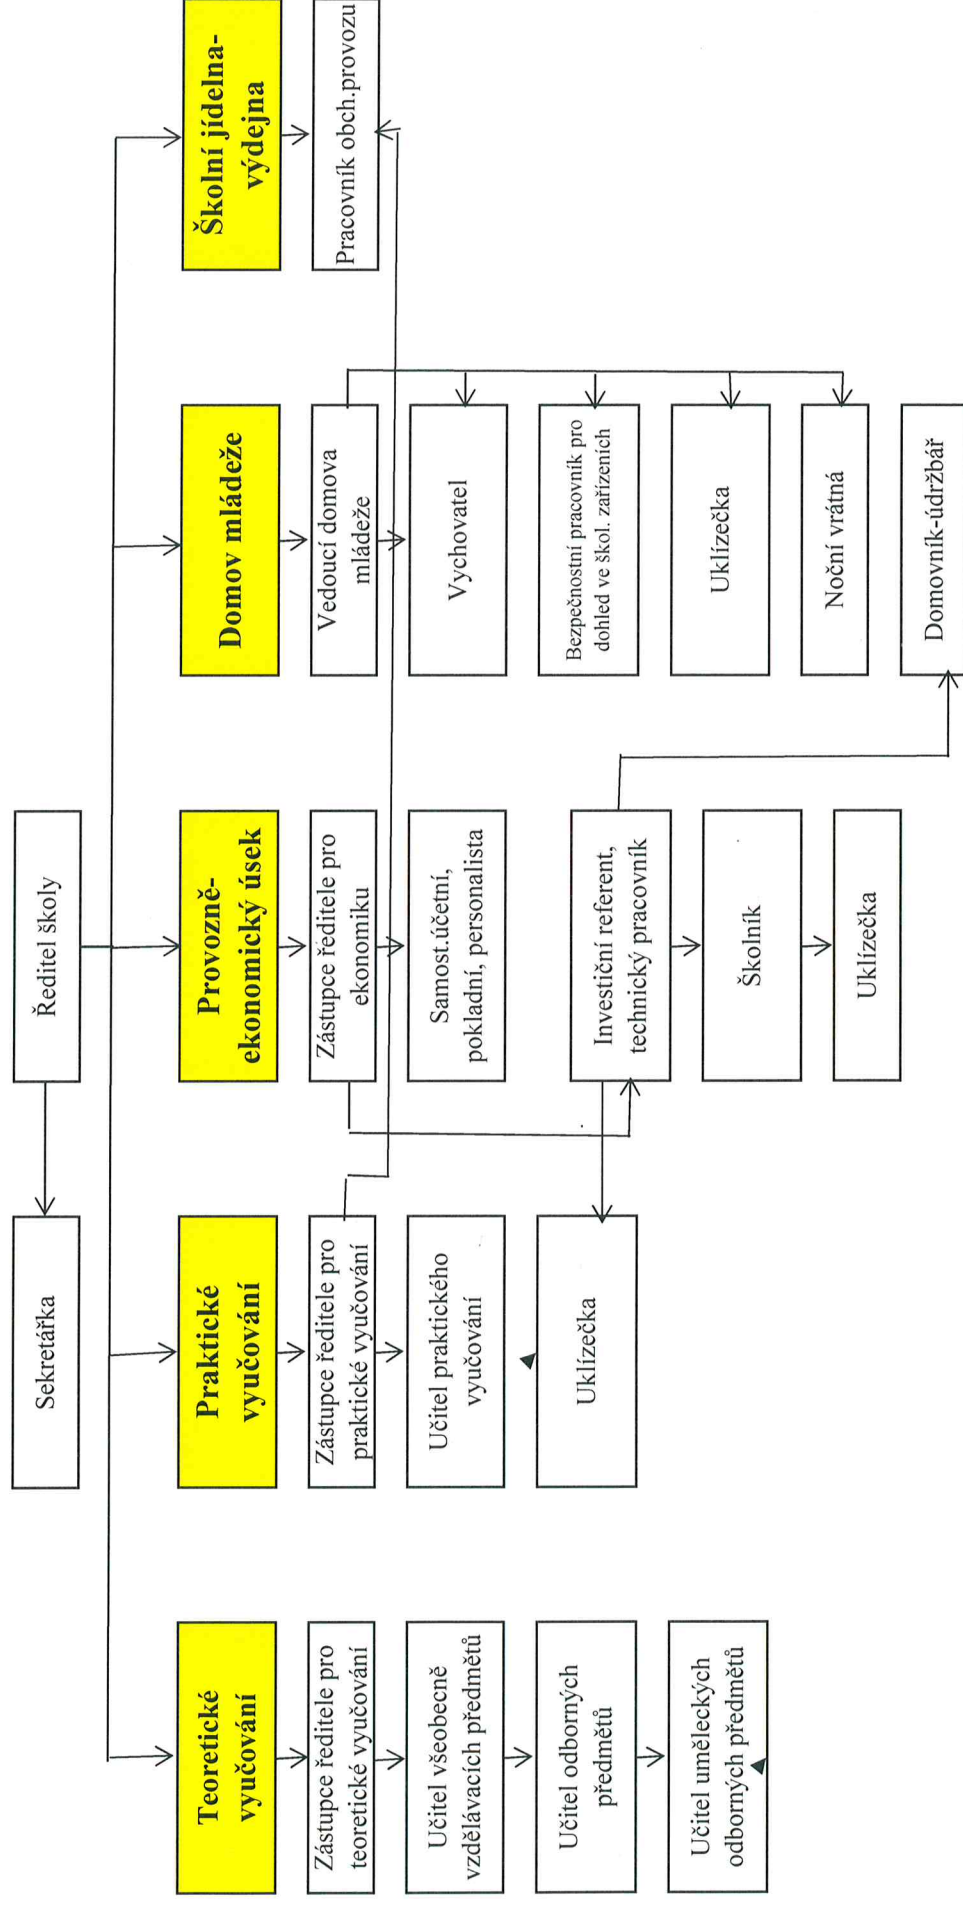 Ředitel školy
Sekretářka
Teoretické
vyučování
Zástupce ředitele pro
teoretické vyučování
Učitel všeobecně
vzdělávacích předmětů
Učitel odborných
předmětů
Učitel uměleckých
odborných předmětů
Praktické
vyučování
Zástupce ředitele pro
praktické vyučování
Učitel praktického
vyučování
Uklízečka
Provozně-
ekonomický úsek
Zástupce ředitele pro
ekonomiku
Samost.účetní,
pokladní, personalista
Investiční referent,
technický pracovník
Školník
Uklízečka
Domov mládeže
Vedoucí domova
mládeže
Vychovatel
Bezpečnostní pracovník pro
dohled ve škol. zařízeních
Uklízečka
Noční vrátná
Domovník-údržbář
Školní jídelna-
výdejna
Pracovník obch.provozu